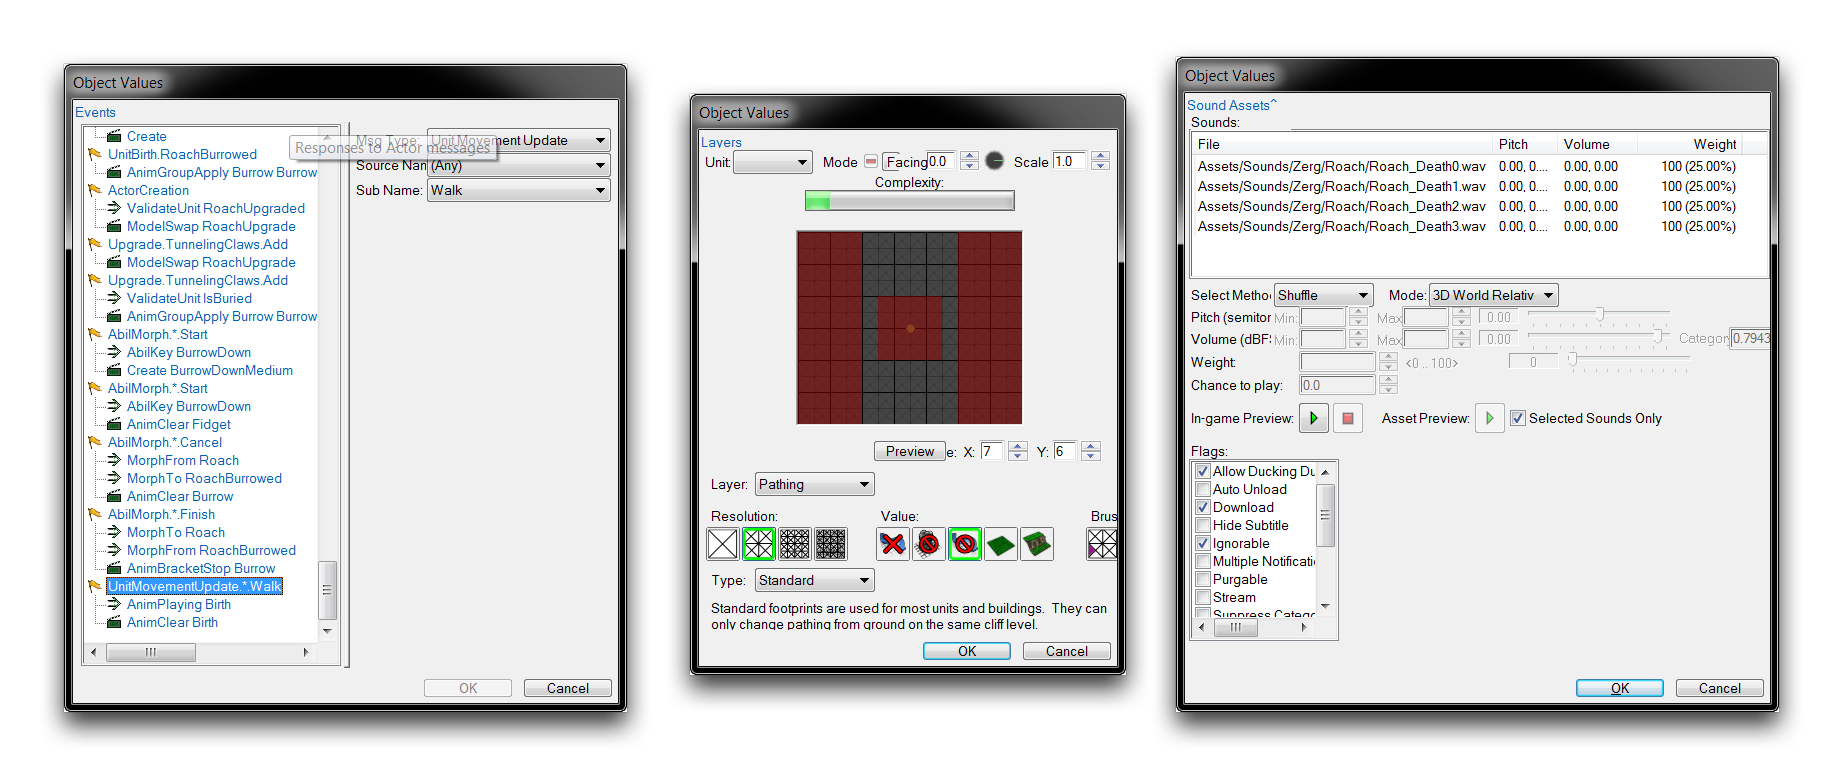 Object Values
Events
Create
UnitBirth.RoachBurrowed
AnimGroupApply Burrow Burrow
ActorCreation
ValidateUnit RoachUpgraded
ModelSwap RoachUpgrade
Upgrade.TunnelingClaws.Add
ModelSwap RoachUpgrade
Upgrade.TunnelingClaws.Add
ValidateUnit IsBuried
AnimGroupApply Burrow Burrow
AbilMorph.*.Start
AbilKey BurrowDown
Create BurrowDownMedium
AbilMorph.*.Start
AbilKey BurrowDown
AnimClear Fidget
AbilMorph.*.Cancel
MorphFrom Roach
MorphTo RoachBurrowed
AnimClear Burrow
AbilMorph.*.Finish
MorphTo Roach
MorphFrom RoachBurrowed
AnimBracketStop Burrow
UnitMovementUpdate.*.Walk
AnimPlaying Birth
AnimClear Birth
Msg Type: Unit Movement Update
Responses to Actor messages
Source Nan (Any)
Sub Name: Walk
OK Cancel
Object Values
Layers
Unit: Mode Facing 0.0 Scale 1.0
Complexity:
Preview e: X: 7 Y: 6
Layer: Pathing
Resolution: Value: Brus
Type: Standard
Standard footprints are used for most units and buildings. They can
only change pathing from ground on the same cliff level.
OK Cancel
Object Values
Sound Assets^
Sounds:
File Pitch Volume Weight
Assets/Sounds/Zerg/Roach/Roach_Death0.wav 0.00, 0.... 0.00, 0.00 100 (25.00%)
Assets/Sounds/Zerg/Roach/Roach_Death1.wav 0.00, 0.... 0.00, 0.00 100 (25.00%)
Assets/Sounds/Zerg/Roach/Roach_Death2.wav 0.00, 0.... 0.00, 0.00 100 (25.00%)
Assets/Sounds/Zerg/Roach/Roach_Death3.wav 0.00, 0.... 0.00, 0.00 100 (25.00%)
Select Metho Shuffle Mode: 3D World Relativ
Pitch (semitor Min: Max 0.00
Volume (dBF: Min: Max 0.00 Category 0.7943
Weight: <0 .. 100> 0
Chance to play: 0.0
In-game Preview: Asset Preview: Selected Sounds Only
Flags:
Allow Ducking Du
Auto Unload
Download
Hide Subtitle
Ignorable
Multiple Notificati
Purgable
Stream
Suppress Catego
OK Cancel